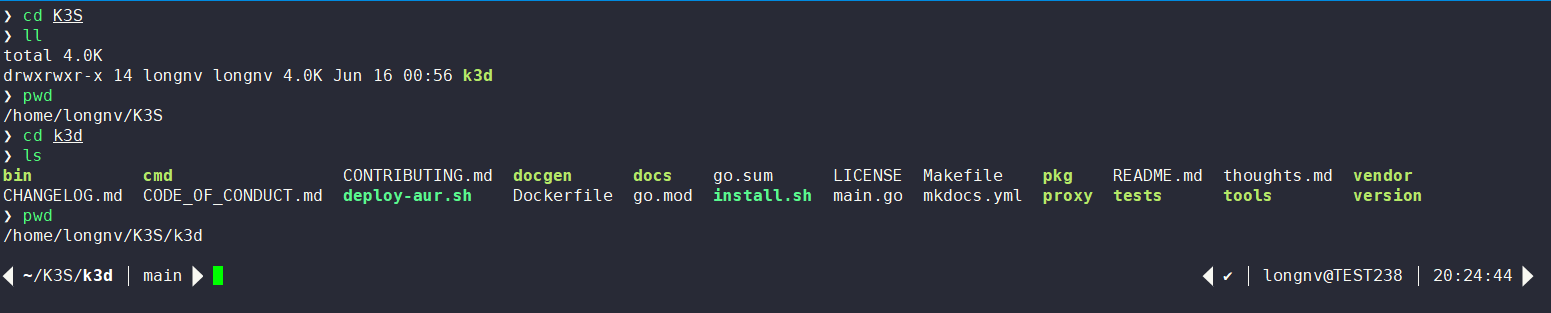 ❯ cd K3S
❯ ll
total 4.0K
drwxrwxr-x 14 longnv longnv 4.0K Jun 16 00:56 k3d
❯ pwd
/home/longnv/K3S
❯ cd k3d
❯ ls
bin cmd CONTRIBUTING.md docgen docs go.sum LICENSE Makefile pkg README.md thoughts.md vendor
CHANGELOG.md CODE_OF_CONDUCT.md deploy-aur.sh Dockerfile go.mod install.sh main.go mkdocs.yml proxy tests tools version
❯ pwd
/home/longnv/K3S/k3d
~/K3S/k3d | main ✔ | longnv@TEST238 | 20:24:44